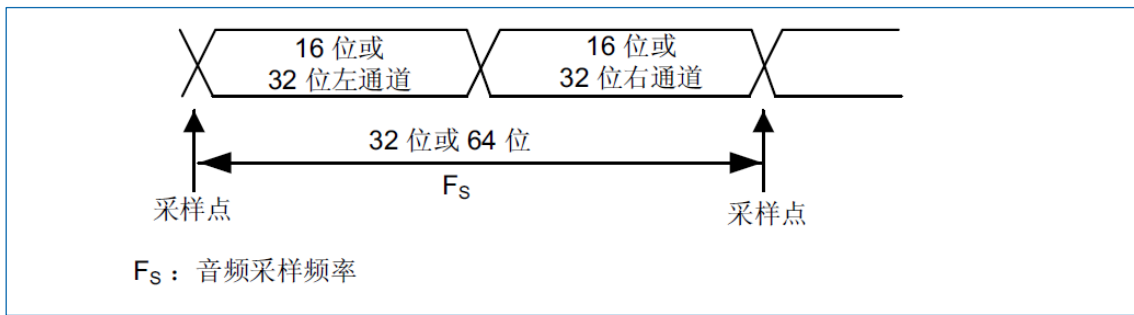 16 位或
32 位左通道
16 位或
32 位右通道
32 位或 64 位
FS
采样点
采样点
FS ：音频采样频率